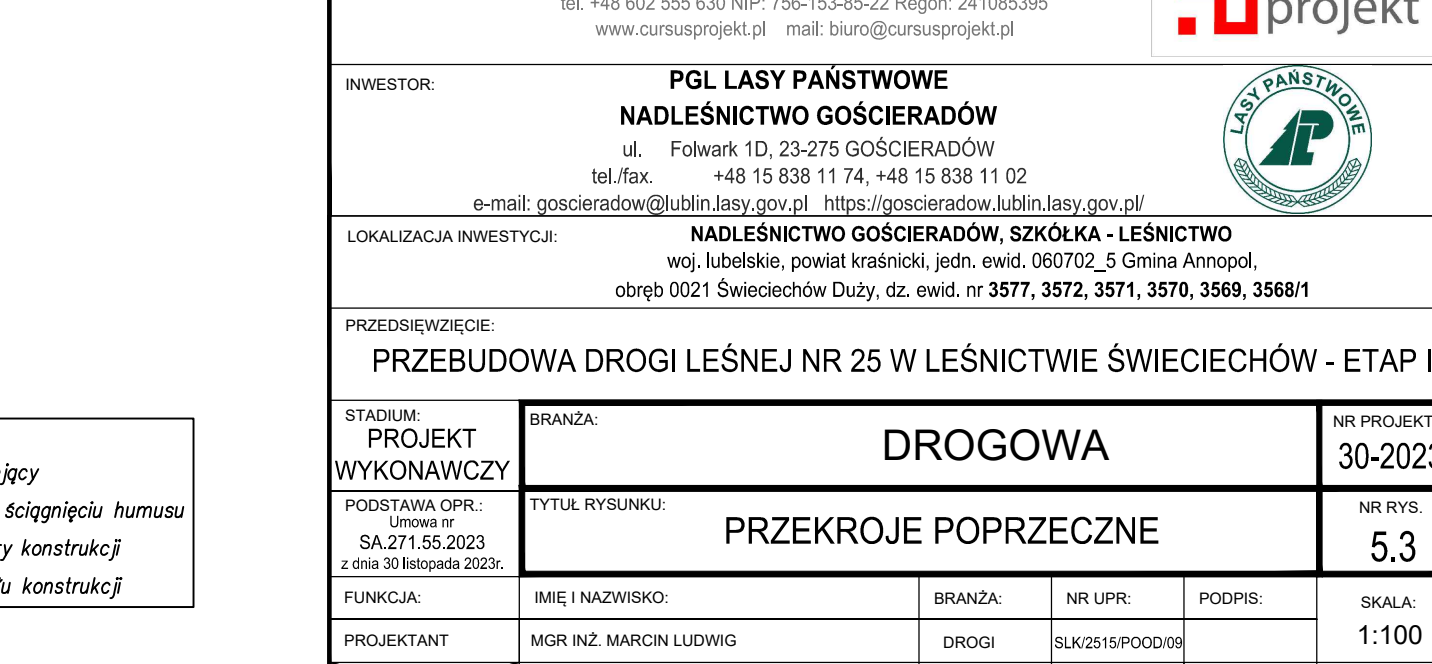 tel. +48 602 555 630 NIP: 756-153-85-22 Regon: 241085395
www.cursusprojekt.pl mail: biuro@cursusprojekt.pl
projekt
INWESTOR:
PGL LASY PAŃSTWOWE
NADLEŚNICTWO GOŚCIERADÓW
ul. Folwark 1D, 23-275 GOŚCIERADÓW
tel./fax. +48 15 838 11 74, +48 15 838 11 02
e-mail: goscieradow@lublin.lasy.gov.pl https://goscieradow.lublin.lasy.gov.pl/
LASY PAŃSTWOWE
LOKALIZACJA INWESTYCJI:
NADLEŚNICTWO GOŚCIERADÓW, SZKÓŁKA - LEŚNICTWO
woj. lubelskie, powiat kraśnicki, jedn. ewid. 060702_5 Gmina Annopol,
obręb 0021 Świeciechów Duży, dz. ewid. nr 3577, 3572, 3571, 3570, 3569, 3568/1
PRZEDSIĘWZIĘCIE:
PRZEBUDOWA DROGI LEŚNEJ NR 25 W LEŚNICTWIE ŚWIECIECHÓW - ETAP I
STADIUM:
PROJEKT
WYKONAWCZY
BRANŻA:
DROGOWA
NR PROJEKT
30-2023
PODSTAWA OPR.:
Umowa nr
SA.271.55.2023
z dnia 30 listopada 2023r.
TYTUŁ RYSUNKU:
PRZEKROJE POPRZECZNE
NR RYS.
5.3
FUNKCJA:
IMIĘ I NAZWISKO:
BRANŻA:
NR UPR:
PODPIS:
SKALA:
1:100
PROJEKTANT
MGR INŻ. MARCIN LUDWIG
DROGI
SLK/2515/POOD/09
jący
ściągnięciu humusu
y konstrukcji
u konstrukcji